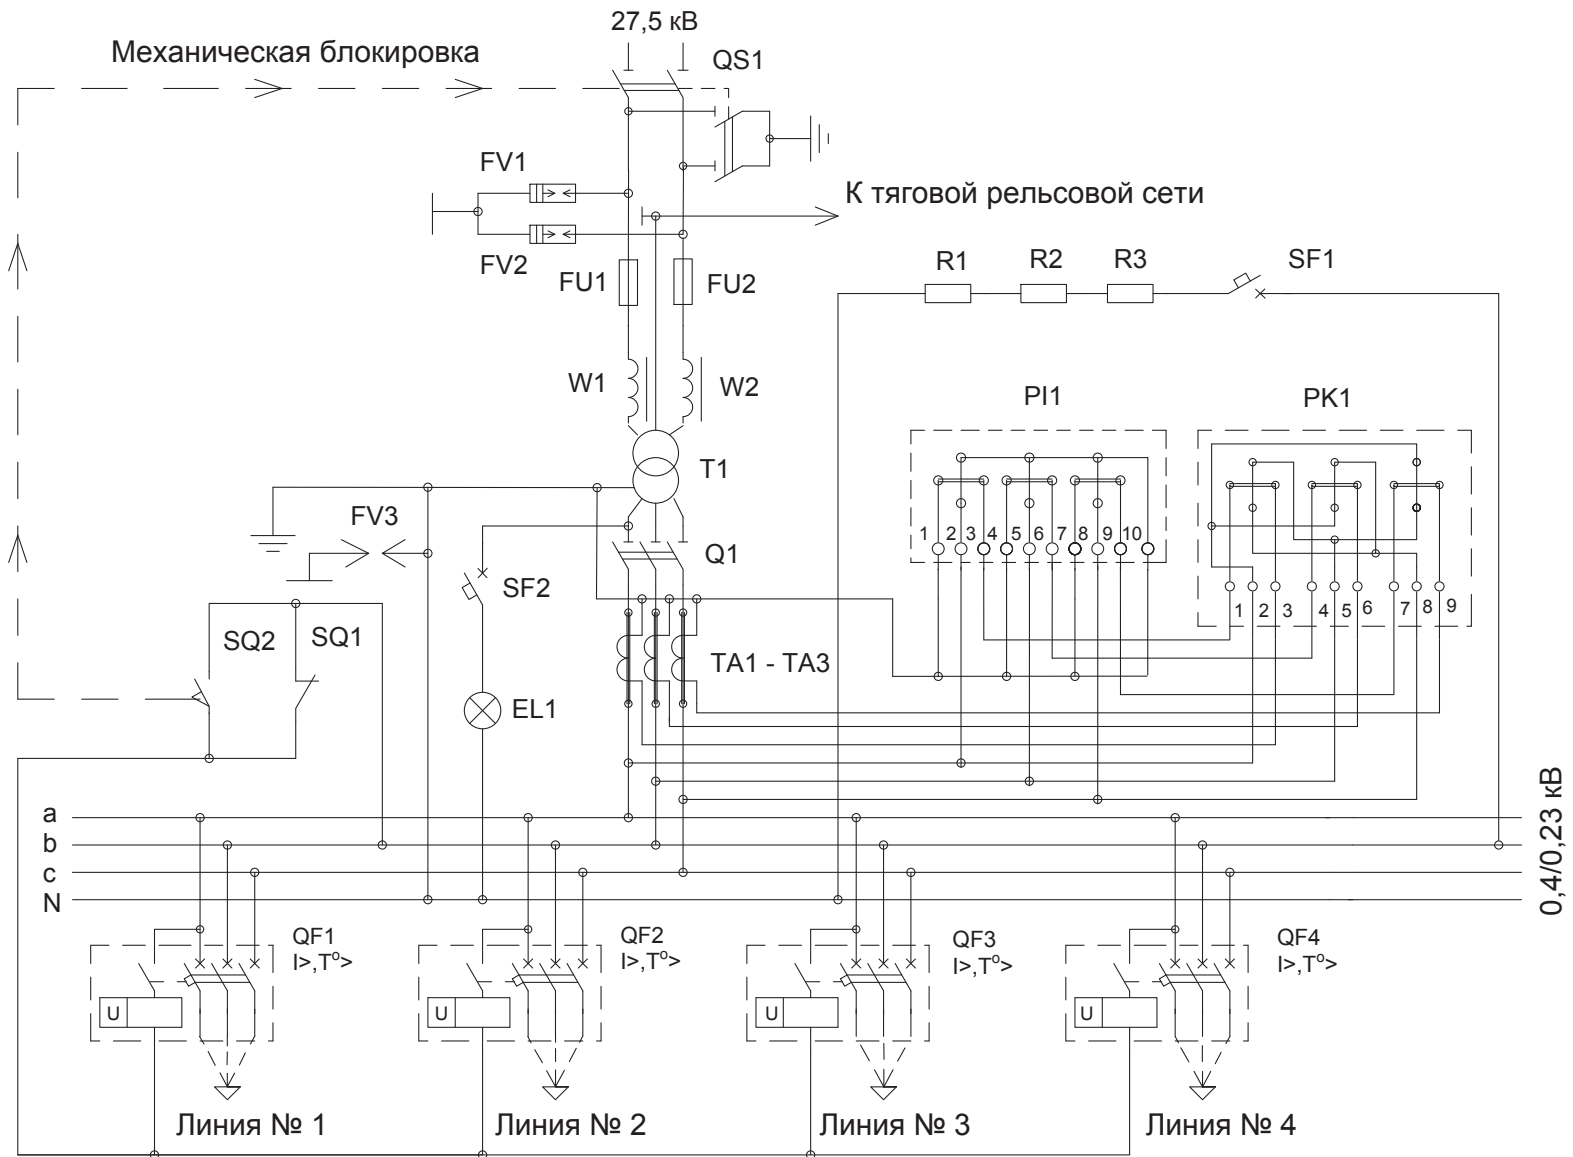 27,5 кВ
Механическая блокировка
QS1
FV1
К тяговой рельсовой сети
FV2
FU1
FU2
R1
R2
R3
SF1
W1
W2
PI1
PK1
T1
FV3
1 2 3 4 5 6 7 8 9 10
Q1
SF2
1 2 3 4 5 6 7 8 9
SQ2
SQ1
TA1 - TA3
EL1
a
b
c
N
0,4/0,23 кВ
QF1
I>,T°>
QF2
I>,T°>
QF3
I>,T°>
QF4
I>,T°>
U
U
U
U
Линия № 1
Линия № 2
Линия № 3
Линия № 4